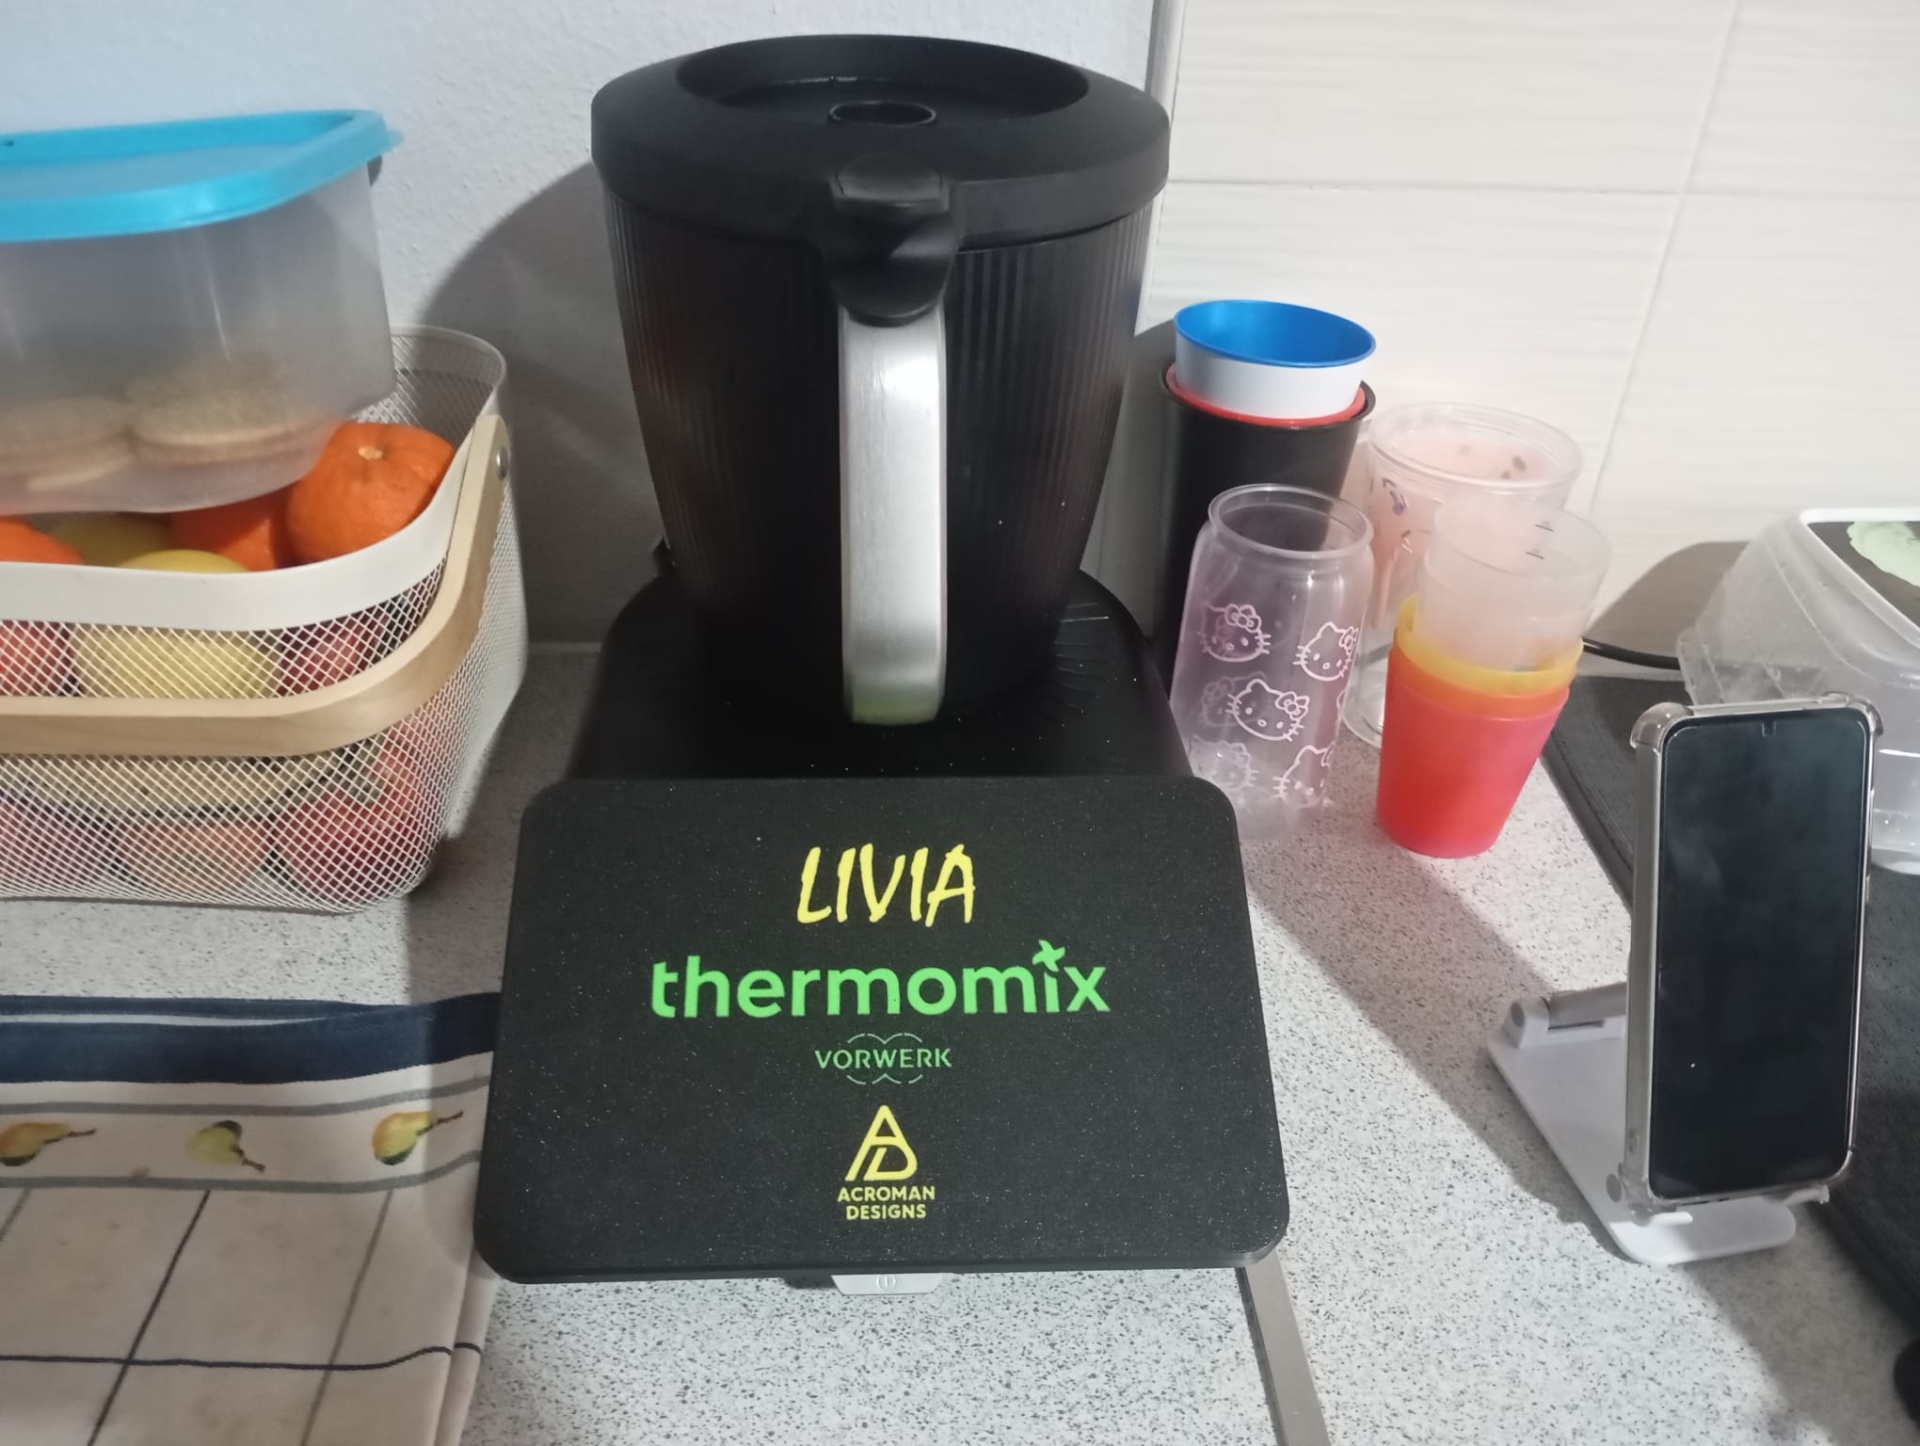 LIVIA
thermomix
VORWERK
ACROMAN
DESIGNS